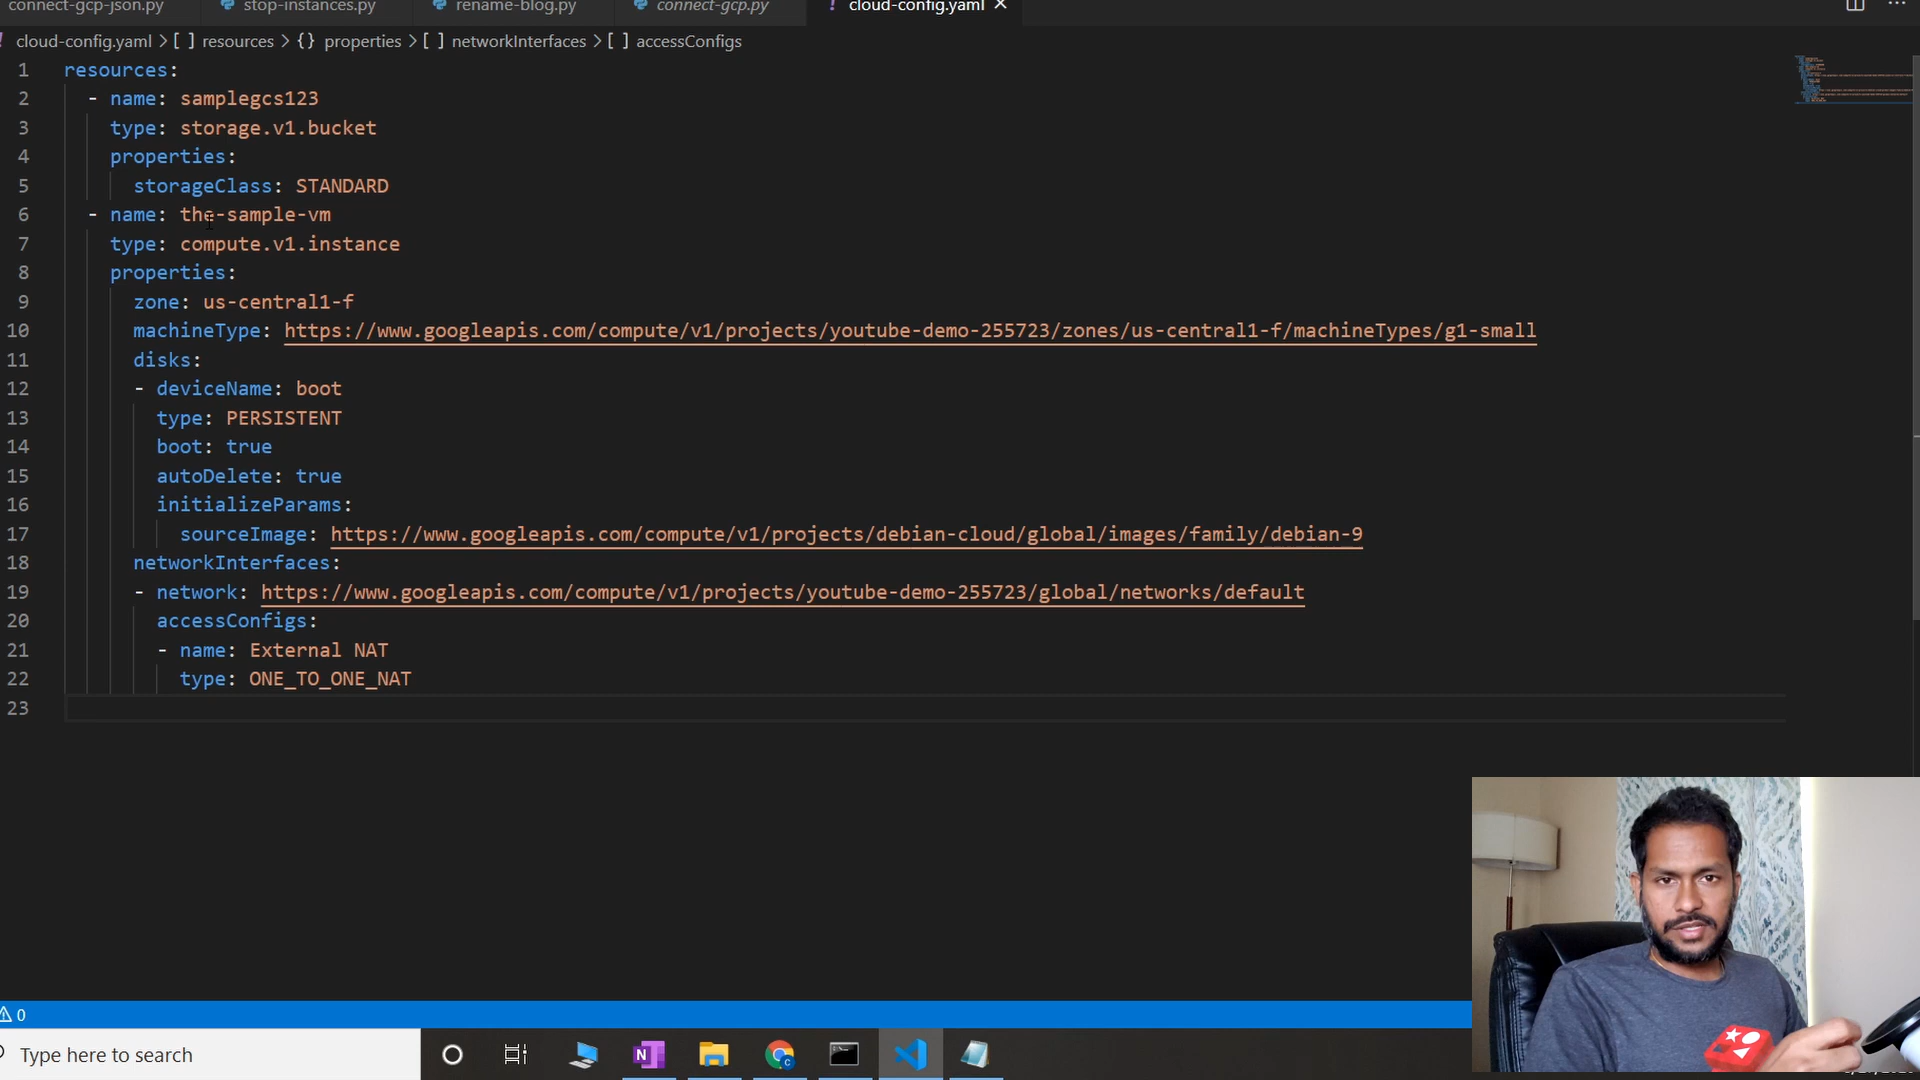 connect-gcp-json.py stop-instances.py rename-blog.py connect-gcp.py ! cloud-config.yaml ×
! cloud-config.yaml > [ ] resources > {} properties > [ ] networkInterfaces > [ ] accessConfigs
1 resources:
2 - name: samplegcs123
3 type: storage.v1.bucket
4 properties:
5 storageClass: STANDARD
6 - name: the-sample-vm
7 type: compute.v1.instance
8 properties:
9 zone: us-central1-f
10 machineType: https://www.googleapis.com/compute/v1/projects/youtube-demo-255723/zones/us-central1-f/machineTypes/g1-small
11 disks:
12 - deviceName: boot
13 type: PERSISTENT
14 boot: true
15 autoDelete: true
16 initializeParams:
17 sourceImage: https://www.googleapis.com/compute/v1/projects/debian-cloud/global/images/family/debian-9
18 networkInterfaces:
19 - network: https://www.googleapis.com/compute/v1/projects/youtube-demo-255723/global/networks/default
20 accessConfigs:
21 - name: External NAT
22 type: ONE_TO_ONE_NAT
23
0
Type here to search